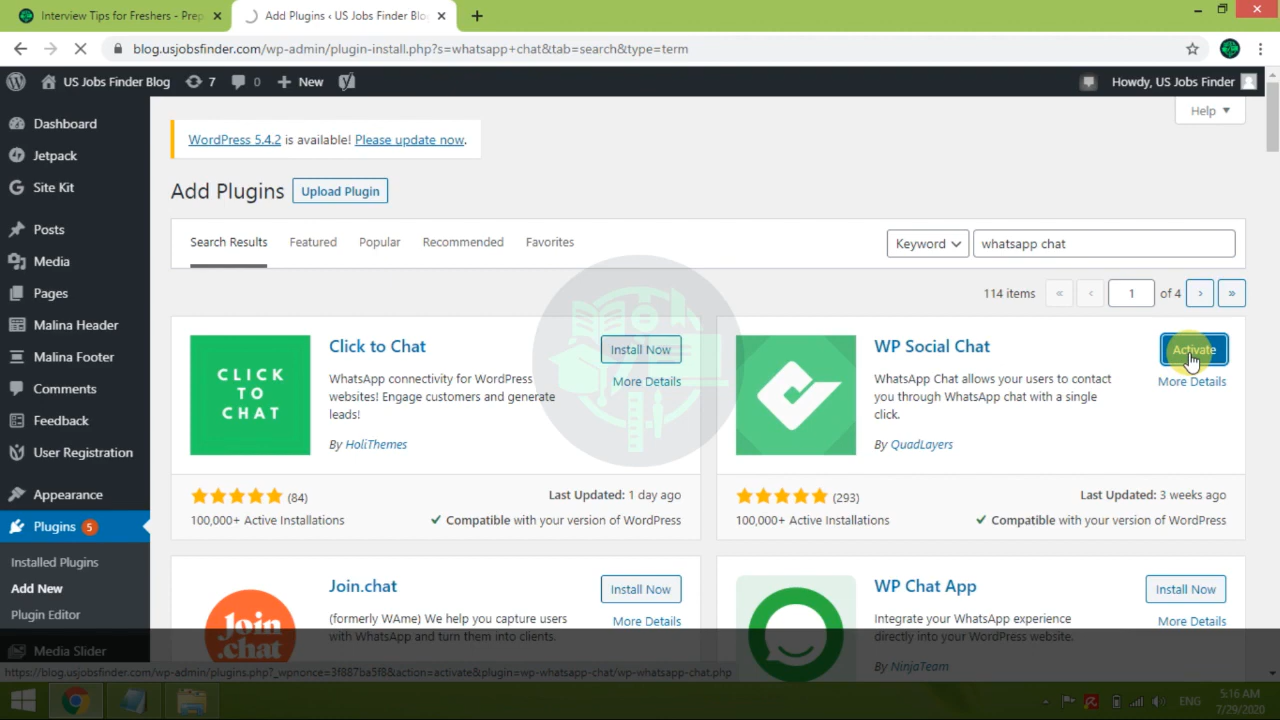 Interview Tips for Freshers - Prep
Add Plugins ‹ US Jobs Finder Blog
blog.usjobsfinder.com/wp-admin/plugin-install.php?s=whatsapp+chat&tab=search&type=term
US Jobs Finder Blog
7
0
New
Howdy, US Jobs Finder
Dashboard
Jetpack
Site Kit
Posts
Media
Pages
Malina Header
Malina Footer
Comments
Feedback
User Registration
Appearance
Plugins 5
Installed Plugins
Add New
Plugin Editor
Media Slider
Help
WordPress 5.4.2 is available! Please update now.
Add Plugins
Upload Plugin
Search Results
Featured
Popular
Recommended
Favorites
Keyword
whatsapp chat
114 items « ‹ 1 of 4 › »
CLICK
TO
CHAT
Click to Chat
Install Now
More Details
WhatsApp connectivity for WordPress
websites! Engage customers and generate
leads!
By HoliThemes
(84)
Last Updated: 1 day ago
100,000+ Active Installations
Compatible with your version of WordPress
WP Social Chat
Activate
More Details
WhatsApp Chat allows your users to contact
you through WhatsApp chat with a single
click.
By QuadLayers
(293)
Last Updated: 3 weeks ago
100,000+ Active Installations
Compatible with your version of WordPress
Join
.chat
Join.chat
Install Now
More Details
(formerly WAme) We help you capture users
with WhatsApp and turn them into clients.
WP Chat App
Install Now
More Details
Integrate your WhatsApp experience
directly into your WordPress website.
By NinjaTeam
https://blog.usjobsfinder.com/wp-admin/plugins.php?_wpnonce=3f887ba5f8&action=activate&plugin=wp-whatsapp-chat/wp-whatsapp-chat.php
ENG
5:16 AM
7/29/2020